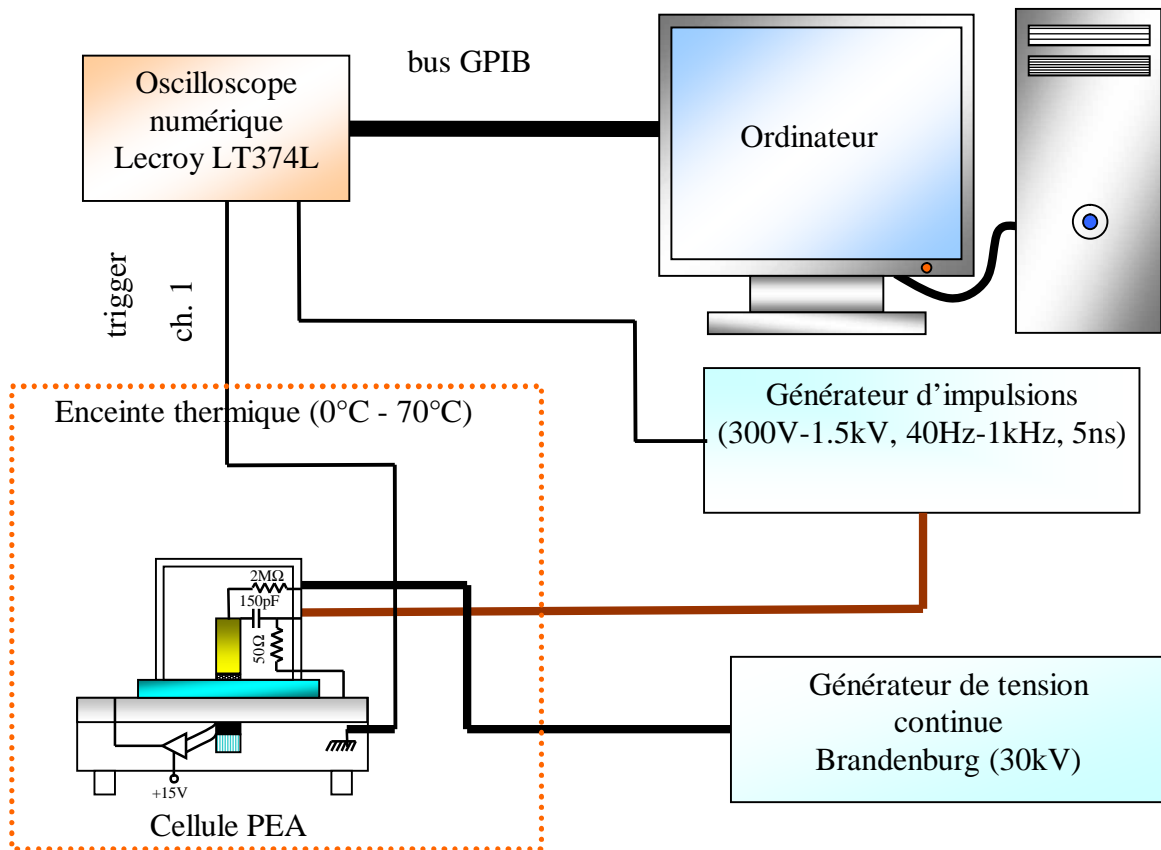 bus GPIB
Oscilloscope
numérique
Lecroy LT374L
Ordinateur
trigger
ch. 1
Enceinte thermique (0°C - 70°C)
Générateur d’impulsions
(300V-1.5kV, 40Hz-1kHz, 5ns)
2MΩ
150pF
50Ω
+15V
Cellule PEA
Générateur de tension
continue
Brandenburg (30kV)